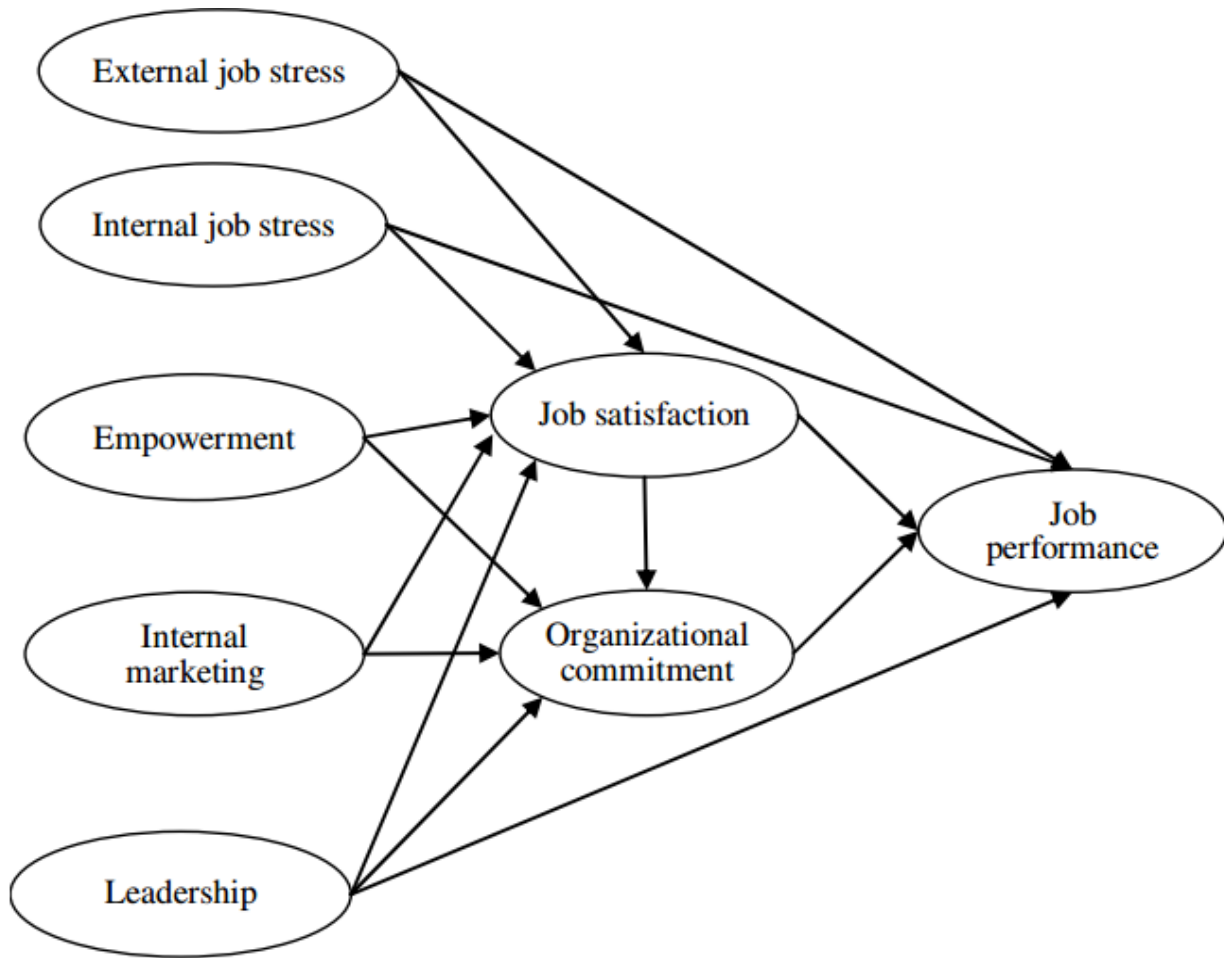 External job stress
Internal job stress
Empowerment
Job satisfaction
Job
performance
Internal
marketing
Organizational
commitment
Leadership